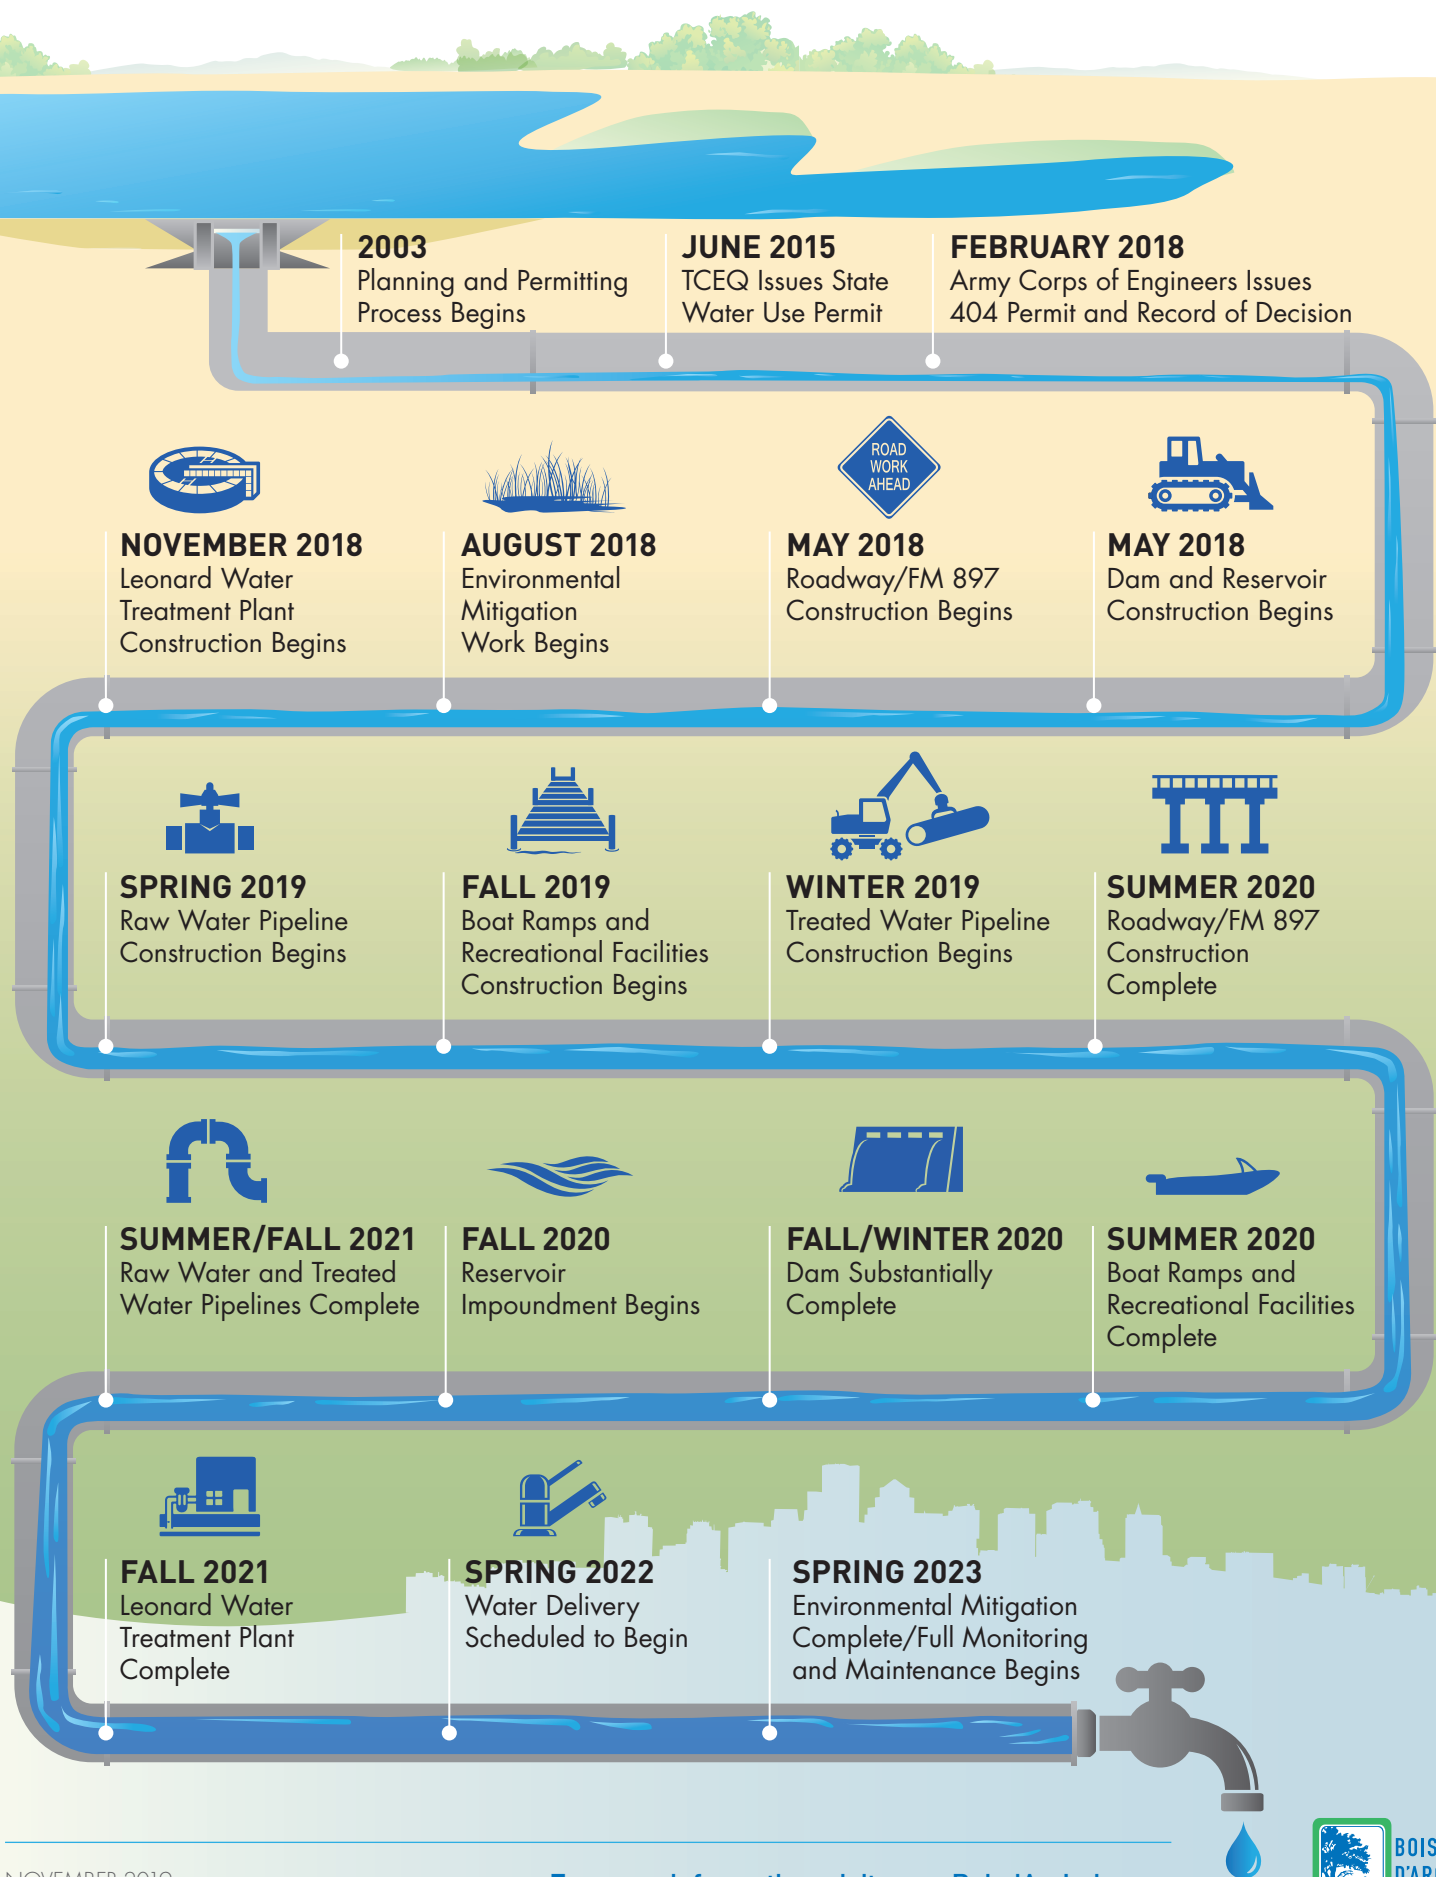 2003
Planning and Permitting
Process Begins
JUNE 2015
TCEQ Issues State
Water Use Permit
FEBRUARY 2018
Army Corps of Engineers Issues
404 Permit and Record of Decision
ROAD
WORK
AHEAD
NOVEMBER 2018
Leonard Water
Treatment Plant
Construction Begins
AUGUST 2018
Environmental
Mitigation
Work Begins
MAY 2018
Roadway/FM 897
Construction Begins
MAY 2018
Dam and Reservoir
Construction Begins
SPRING 2019
Raw Water Pipeline
Construction Begins
FALL 2019
Boat Ramps and
Recreational Facilities
Construction Begins
WINTER 2019
Treated Water Pipeline
Construction Begins
SUMMER 2020
Roadway/FM 897
Construction
Complete
SUMMER/FALL 2021
Raw Water and Treated
Water Pipelines Complete
FALL 2020
Reservoir
Impoundment Begins
FALL/WINTER 2020
Dam Substantially
Complete
SUMMER 2020
Boat Ramps and
Recreational Facilities
Complete
FALL 2021
Leonard Water
Treatment Plant
Complete
SPRING 2022
Water Delivery
Scheduled to Begin
SPRING 2023
Environmental Mitigation
Complete/Full Monitoring
and Maintenance Begins
NOVEMBER 2019
BOIS